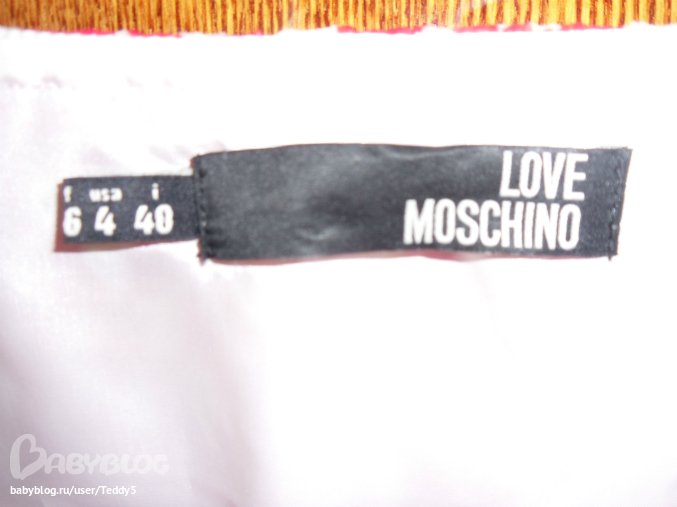 LOVE
MOSCHINO
f usa i
6 4 40
BABYBLOG
babyblog.ru/user/Teddy5